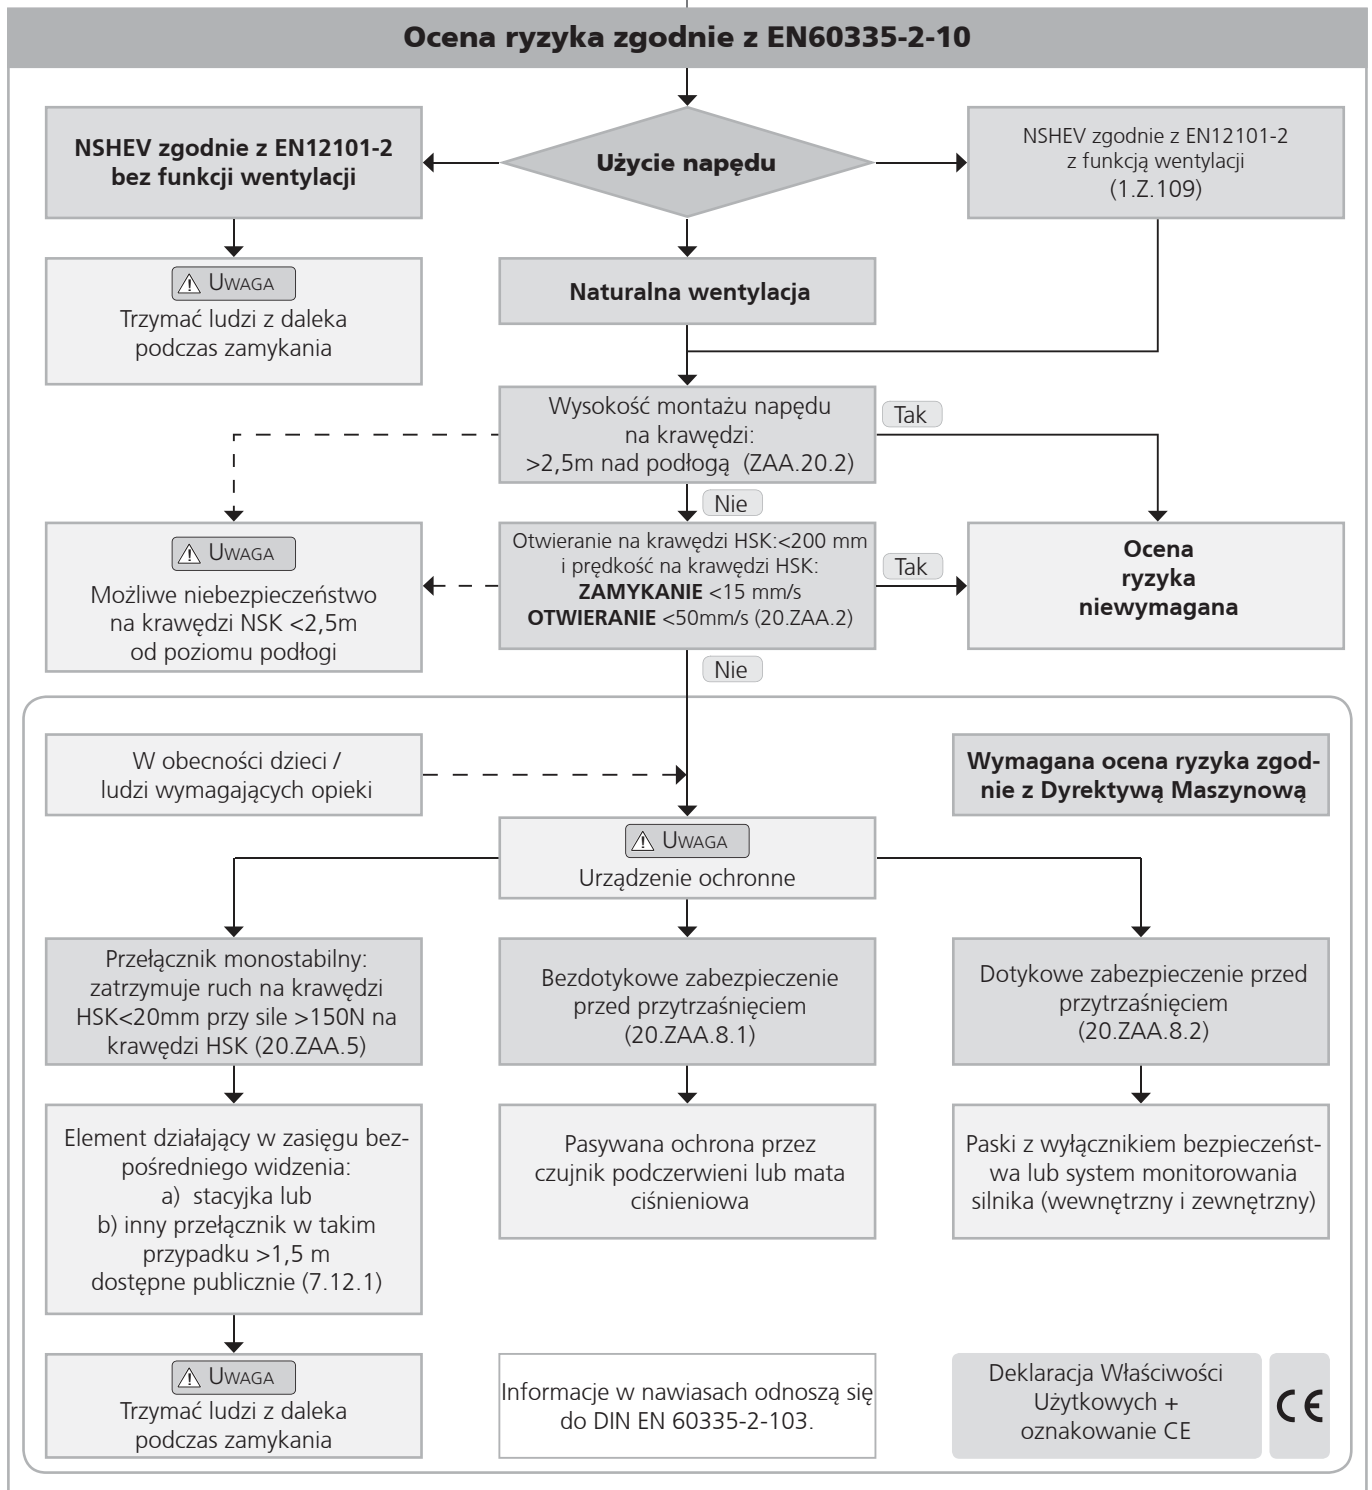 Ocena ryzyka zgodnie z EN60335-2-10
NSHEV zgodnie z EN12101-2
bez funkcji wentylacji
Użycie napędu
NSHEV zgodnie z EN12101-2
z funkcją wentylacji
(1.Z.109)
UWAGA
Trzymać ludzi z daleka
podczas zamykania
Naturalna wentylacja
Wysokość montażu napędu
na krawędzi:
>2,5m nad podłogą (ZAA.20.2)
Tak
Nie
UWAGA
Możliwe niebezpieczeństwo
na krawędzi NSK <2,5m
od poziomu podłogi
Otwieranie na krawędzi HSK:<200 mm
i prędkość na krawędzi HSK:
ZAMYKANIE <15 mm/s
OTWIERANIE <50mm/s (20.ZAA.2)
Tak
Ocena
ryzyka
niewymagana
Nie
W obecności dzieci /
ludzi wymagających opieki
Wymagana ocena ryzyka zgod-
nie z Dyrektywą Maszynową
UWAGA
Urządzenie ochronne
Przełącznik monostabilny:
zatrzymuje ruch na krawędzi
HSK<20mm przy sile >150N na
krawędzi HSK (20.ZAA.5)
Bezdotykowe zabezpieczenie
przed przytrzaśnięciem
(20.ZAA.8.1)
Dotykowe zabezpieczenie przed
przytrzaśnięciem
(20.ZAA.8.2)
Element działający w zasięgu bez-
pośredniego widzenia:
a) stacyjka lub
b) inny przełącznik w takim
przypadku >1,5 m
dostępne publicznie (7.12.1)
Pasywana ochrona przez
czujnik podczerwieni lub mata
ciśnieniowa
Paski z wyłącznikiem bezpieczeńst-
wa lub system monitorowania
silnika (wewnętrzny i zewnętrzny)
UWAGA
Trzymać ludzi z daleka
podczas zamykania
Informacje w nawiasach odnoszą się
do DIN EN 60335-2-103.
Deklaracja Właściwości
Użytkowych +
oznakowanie CE
CE